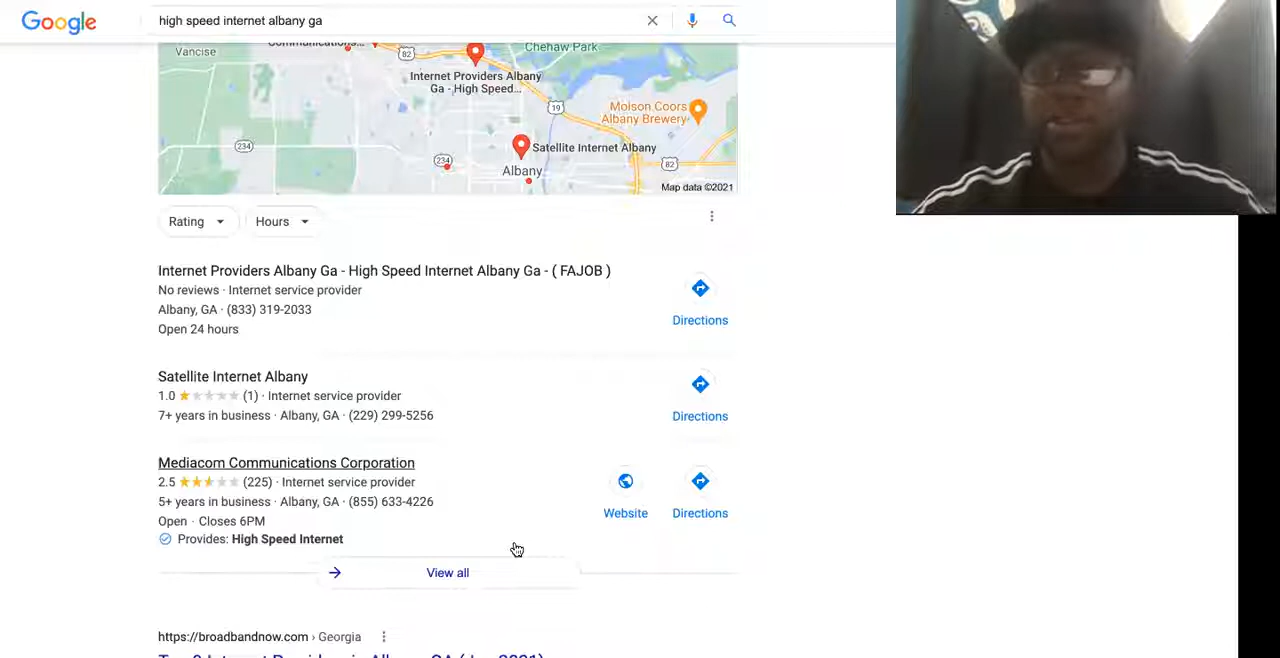 Google
high speed internet albany ga
Vancise
Communications...
82
Chehaw Park
Internet Providers Albany
Ga - High Speed...
19
Molson Coors
Albany Brewery
234
234
Satellite Internet Albany
82
Albany
Map data ©2021
Rating
Hours
Internet Providers Albany Ga - High Speed Internet Albany Ga - ( FAJOB )
No reviews · Internet service provider
Albany, GA · (833) 319-2033
Open 24 hours
Directions
Satellite Internet Albany
1.0 (1) · Internet service provider
7+ years in business · Albany, GA · (229) 299-5256
Directions
Mediacom Communications Corporation
2.5 (225) · Internet service provider
5+ years in business · Albany, GA · (855) 633-4226
Open · Closes 6PM
Provides: High Speed Internet
Website
Directions
View all
https://broadbandnow.com › Georgia